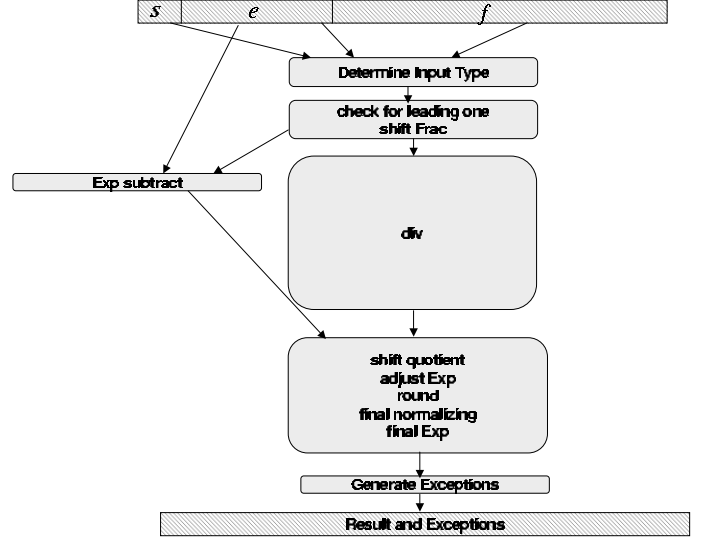 s e f
Determine Input Type
check for leading one
shift Frac
Exp subtract
div
shift quotient
adjust Exp
round
final normalizing
final Exp
Generate Exceptions
Result and Exceptions